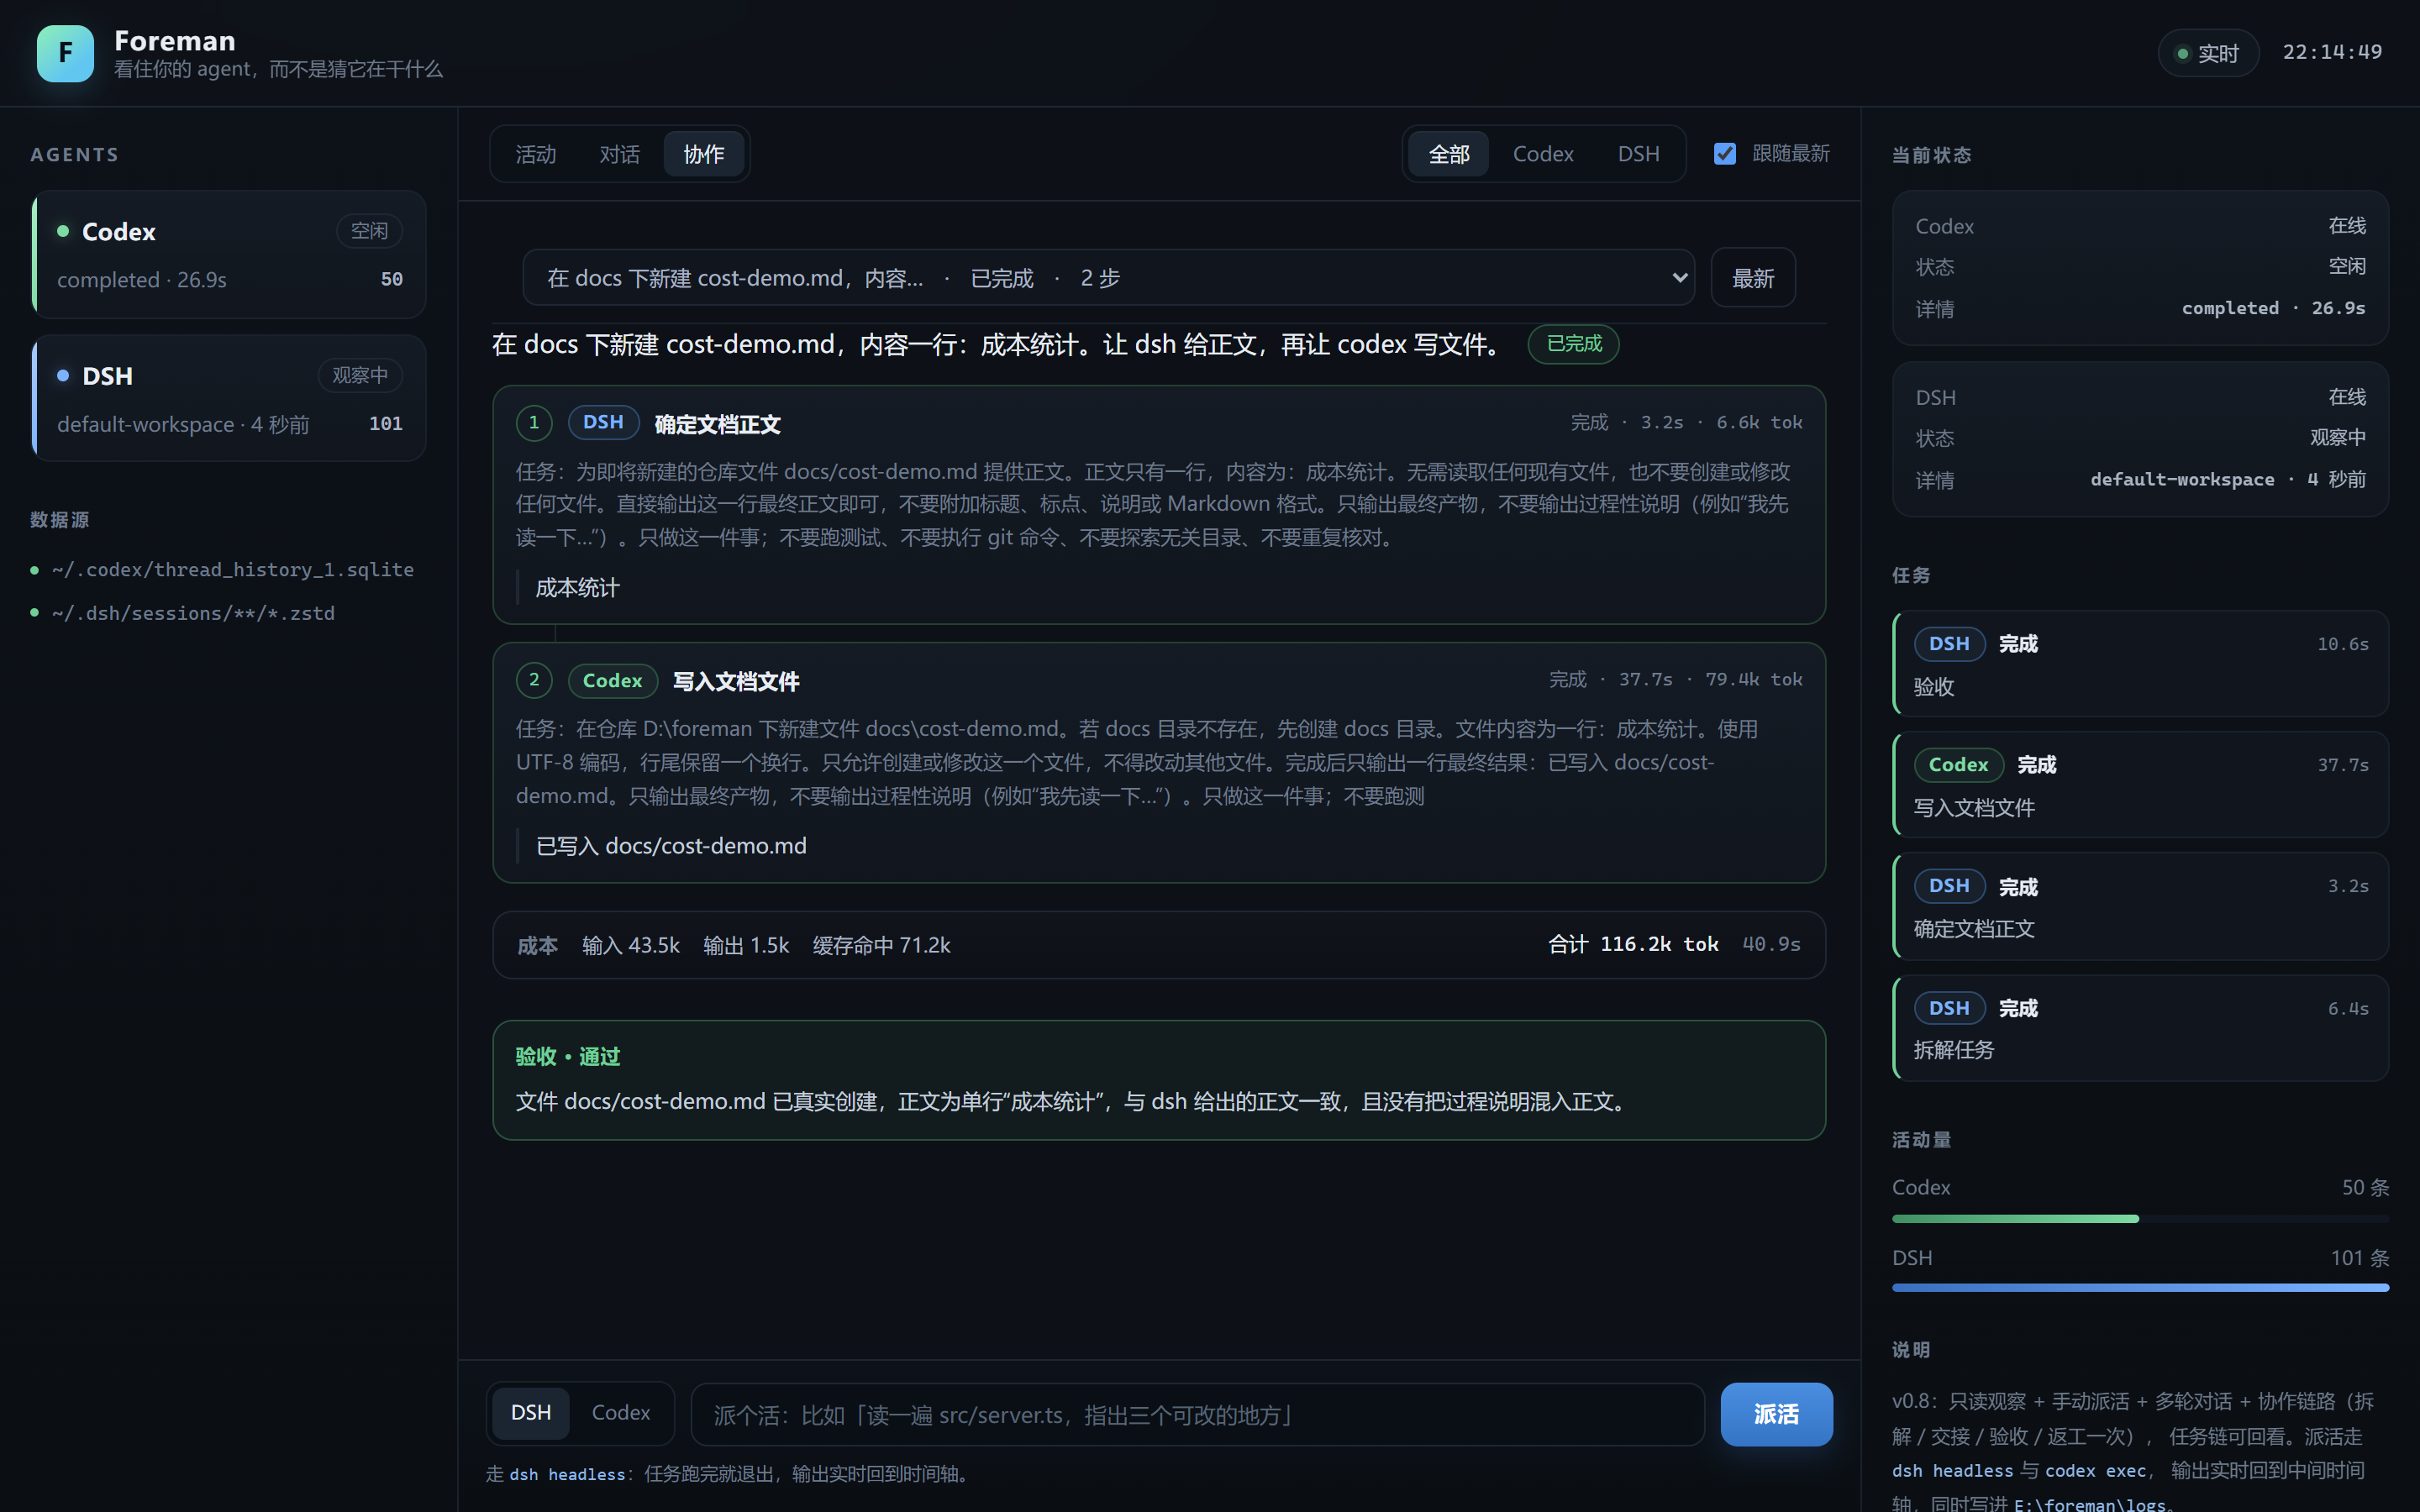 F
Foreman
看住你的 agent，而不是猜它在干什么
实时
22:14:49
AGENTS
Codex
空闲
completed · 26.9s
50
DSH
观察中
default-workspace · 4 秒前
101
数据源
~/.codex/thread_history_1.sqlite
~/.dsh/sessions/**/*.zstd
活动
对话
协作
全部
Codex
DSH
跟随最新
在 docs 下新建 cost-demo.md，内容... · 已完成 · 2 步
最新
在 docs 下新建 cost-demo.md，内容一行：成本统计。让 dsh 给正文，再让 codex 写文件。
已完成
1
DSH
确定文档正文
完成 · 3.2s · 6.6k tok
任务：为即将新建的仓库文件 docs/cost-demo.md 提供正文。正文只有一行，内容为：成本统计。无需读取任何现有文件，也不要创建或修改
任何文件。直接输出这一行最终正文即可，不要附加标题、标点、说明或 Markdown 格式。只输出最终产物，不要输出过程性说明（例如“我先
读一下…”）。只做这一件事；不要跑测试、不要执行 git 命令、不要探索无关目录、不要重复核对。
成本统计
2
Codex
写入文档文件
完成 · 37.7s · 79.4k tok
任务：在仓库 D:\foreman 下新建文件 docs\cost-demo.md。若 docs 目录不存在，先创建 docs 目录。文件内容为一行：成本统计。使用
UTF-8 编码，行尾保留一个换行。只允许创建或修改这一个文件，不得改动其他文件。完成后只输出一行最终结果：已写入 docs/cost-
demo.md。只输出最终产物，不要输出过程性说明（例如“我先读一下…”）。只做这一件事；不要跑测
已写入 docs/cost-demo.md
成本 输入 43.5k 输出 1.5k 缓存命中 71.2k
合计 116.2k tok 40.9s
验收 • 通过
文件 docs/cost-demo.md 已真实创建，正文为单行“成本统计”，与 dsh 给出的正文一致，且没有把过程说明混入正文。
DSH
Codex
派个活：比如「读一遍 src/server.ts，指出三个可改的地方」
派活
走 dsh headless：任务跑完就退出，输出实时回到时间轴。
当前状态
Codex
在线
状态
空闲
详情
completed · 26.9s
DSH
在线
状态
观察中
详情
default-workspace · 4 秒前
任务
DSH 完成
10.6s
验收
Codex 完成
37.7s
写入文档文件
DSH 完成
3.2s
确定文档正文
DSH 完成
6.4s
拆解任务
活动量
Codex
50 条
DSH
101 条
说明
v0.8：只读观察 + 手动派活 + 多轮对话 + 协作链路（拆
解 / 交接 / 验收 / 返工一次），任务链可回看。派活走
dsh headless 与 codex exec，输出实时回到中间时间
轴，同时写进 E:\foreman\logs。